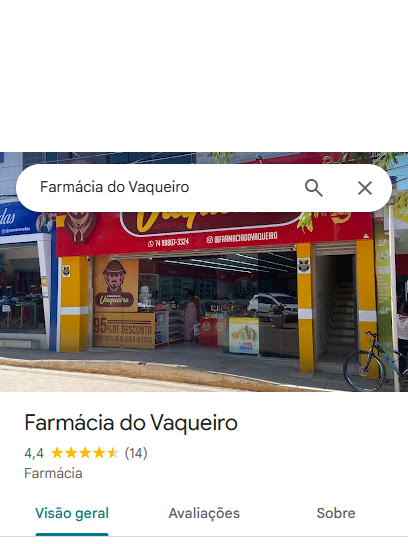 Farmácia do Vaqueiro
Vaqueiro
74 99807-3324 @FARMACIADOVAQUEIRO
Vaqueiro
95% DE DESCONTO
Farmácia do Vaqueiro
4,4 (14)
Farmácia
Visão geral Avaliações Sobre